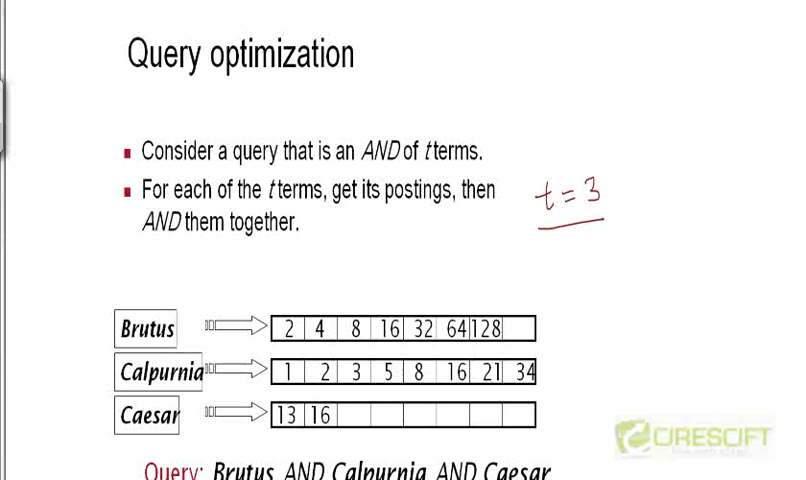 Query optimization
Consider a query that is an AND of t terms.
For each of the t terms, get its postings, then
AND them together.
t = 3
Brutus 2 4 8 16 32 64 128
Calpurnia 1 2 3 5 8 16 21 34
Caesar 13 16
Query: Brutus AND Calpurnia AND Caesar